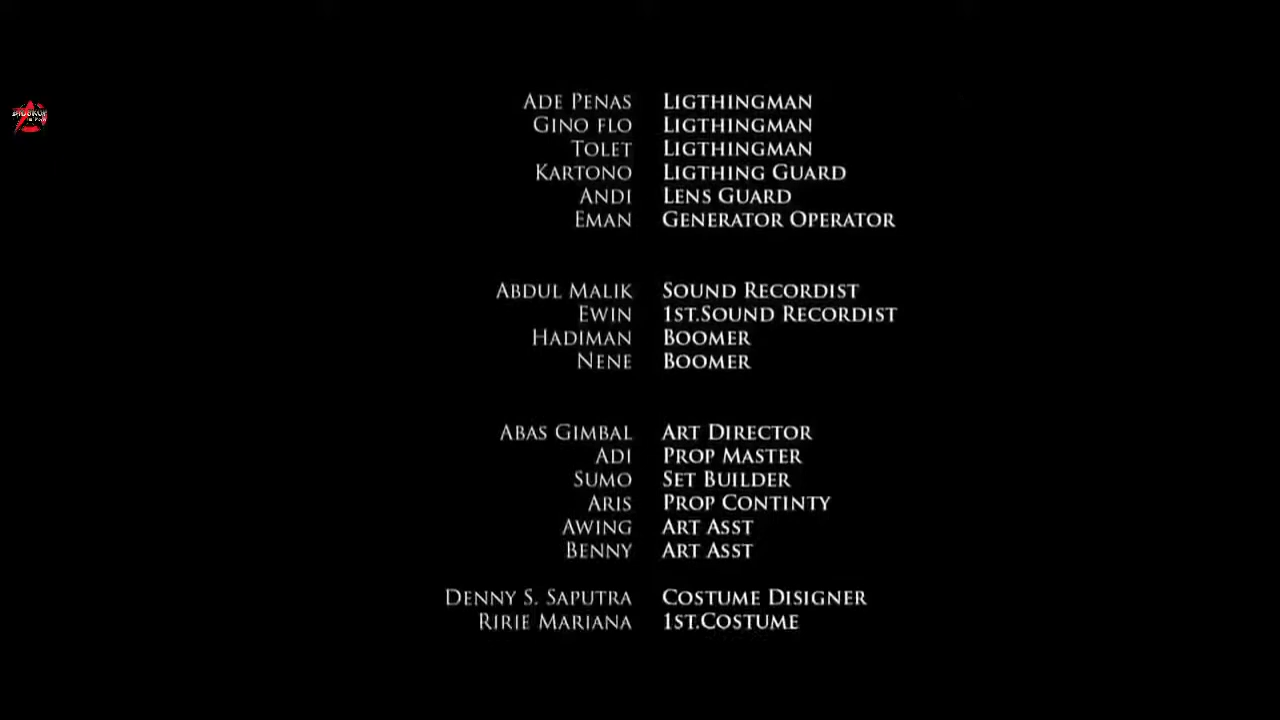 Ade Penas Ligthingman
Gino flo Ligthingman
Tolet Ligthingman
Kartono Ligthing Guard
Andi Lens Guard
Eman Generator Operator
Abdul Malik Sound Recordist
Ewin 1st.Sound Recordist
Hadiman Boomer
Nene Boomer
Abas Gimbal Art Director
Adi Prop Master
Sumo Set Builder
Aris Prop Continty
Awing Art Asst
Benny Art Asst
Denny S. Saputra Costume Disigner
Ririe Mariana 1st.Costume